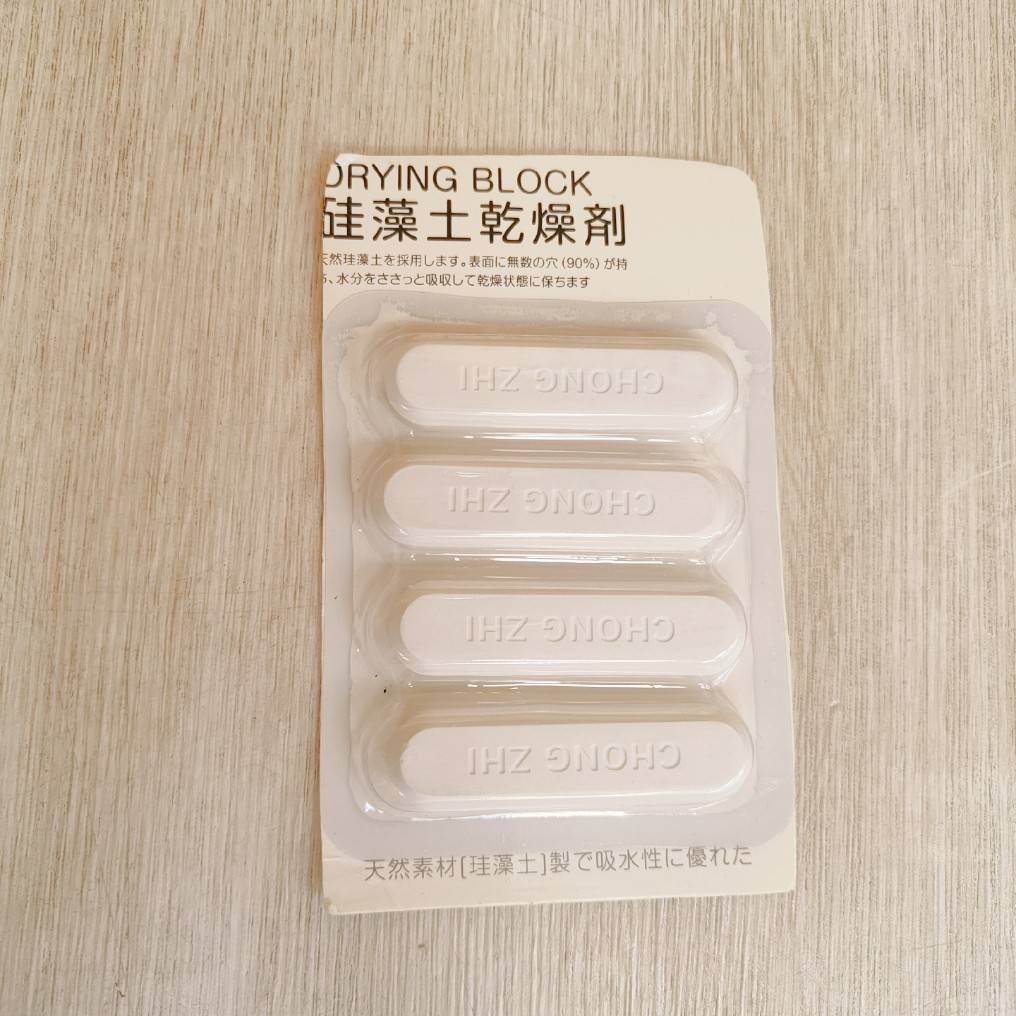 DRYING BLOCK
硅藻土乾燥剤
天然珪藻土を採用します。表面に無数の穴(90%)が持
ち、水分をささっと吸収して乾燥状態に保ちます
CHONG ZHI
CHONG ZHI
CHONG ZHI
CHONG ZHI
天然素材[珪藻土]製で吸水性に優れた